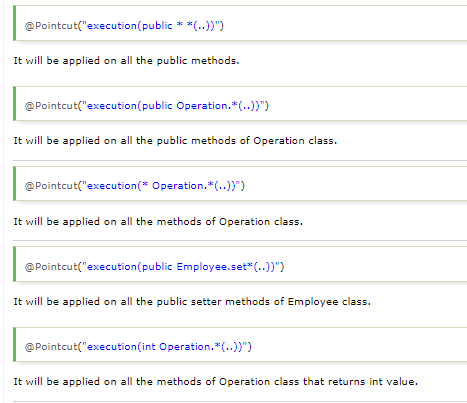 @Pointcut("execution(public * *(..))")
It will be applied on all the public methods.
@Pointcut("execution(public Operation.*(..))")
It will be applied on all the public methods of Operation class.
@Pointcut("execution(* Operation.*(..))")
It will be applied on all the methods of Operation class.
@Pointcut("execution(public Employee.set*(..))")
It will be applied on all the public setter methods of Employee class.
@Pointcut("execution(int Operation.*(..))")
It will be applied on all the methods of Operation class that returns int value.